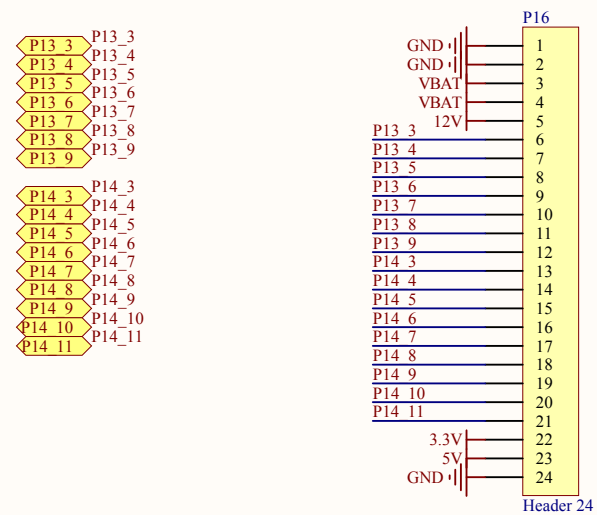 P16
P13_3 P13_3
P13_4 P13_4
P13_5 P13_5
P13_6 P13_6
P13_7 P13_7
P13_8 P13_8
P13_9 P13_9
P14_3 P14_3
P14_4 P14_4
P14_5 P14_5
P14_6 P14_6
P14_7 P14_7
P14_8 P14_8
P14_9 P14_9
P14_10 P14_10
P14_11 P14_11
GND 1
GND 2
VBAT 3
VBAT 4
12V 5
P13_3 6
P13_4 7
P13_5 8
P13_6 9
P13_7 10
P13_8 11
P13_9 12
P14_3 13
P14_4 14
P14_5 15
P14_6 16
P14_7 17
P14_8 18
P14_9 19
P14_10 20
P14_11 21
3.3V 22
5V 23
GND 24
Header 24